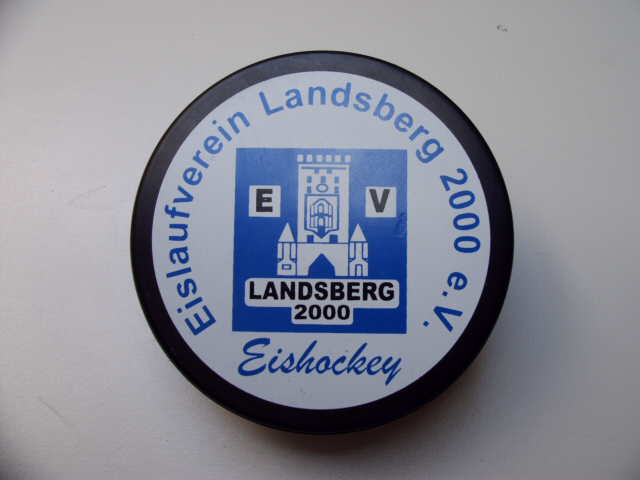 Eislaufverein Landsberg 2000 e.V.
E V
LANDSBERG
2000
Eishockey